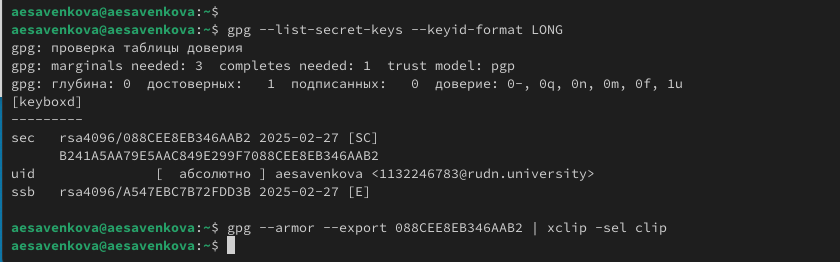 aesavenkova@aesavenkova:~$
aesavenkova@aesavenkova:~$ gpg --list-secret-keys --keyid-format LONG
gpg: проверка таблицы доверия
gpg: marginals needed: 3  completes needed: 1  trust model: pgp
gpg: глубина: 0  достоверных:   1  подписанных:   0  доверие: 0-, 0q, 0n, 0m, 0f, 1u
[keyboxd]
---------
sec   rsa4096/088CEE8EB346AAB2 2025-02-27 [SC]
      B241A5AA79E5AAC849E299F7088CEE8EB346AAB2
uid               [  абсолютно ] aesavenkova <1132246783@rudn.university>
ssb   rsa4096/A547EBC7B72FDD3B 2025-02-27 [E]
aesavenkova@aesavenkova:~$ gpg --armor --export 088CEE8EB346AAB2 | xclip -sel clip
aesavenkova@aesavenkova:~$